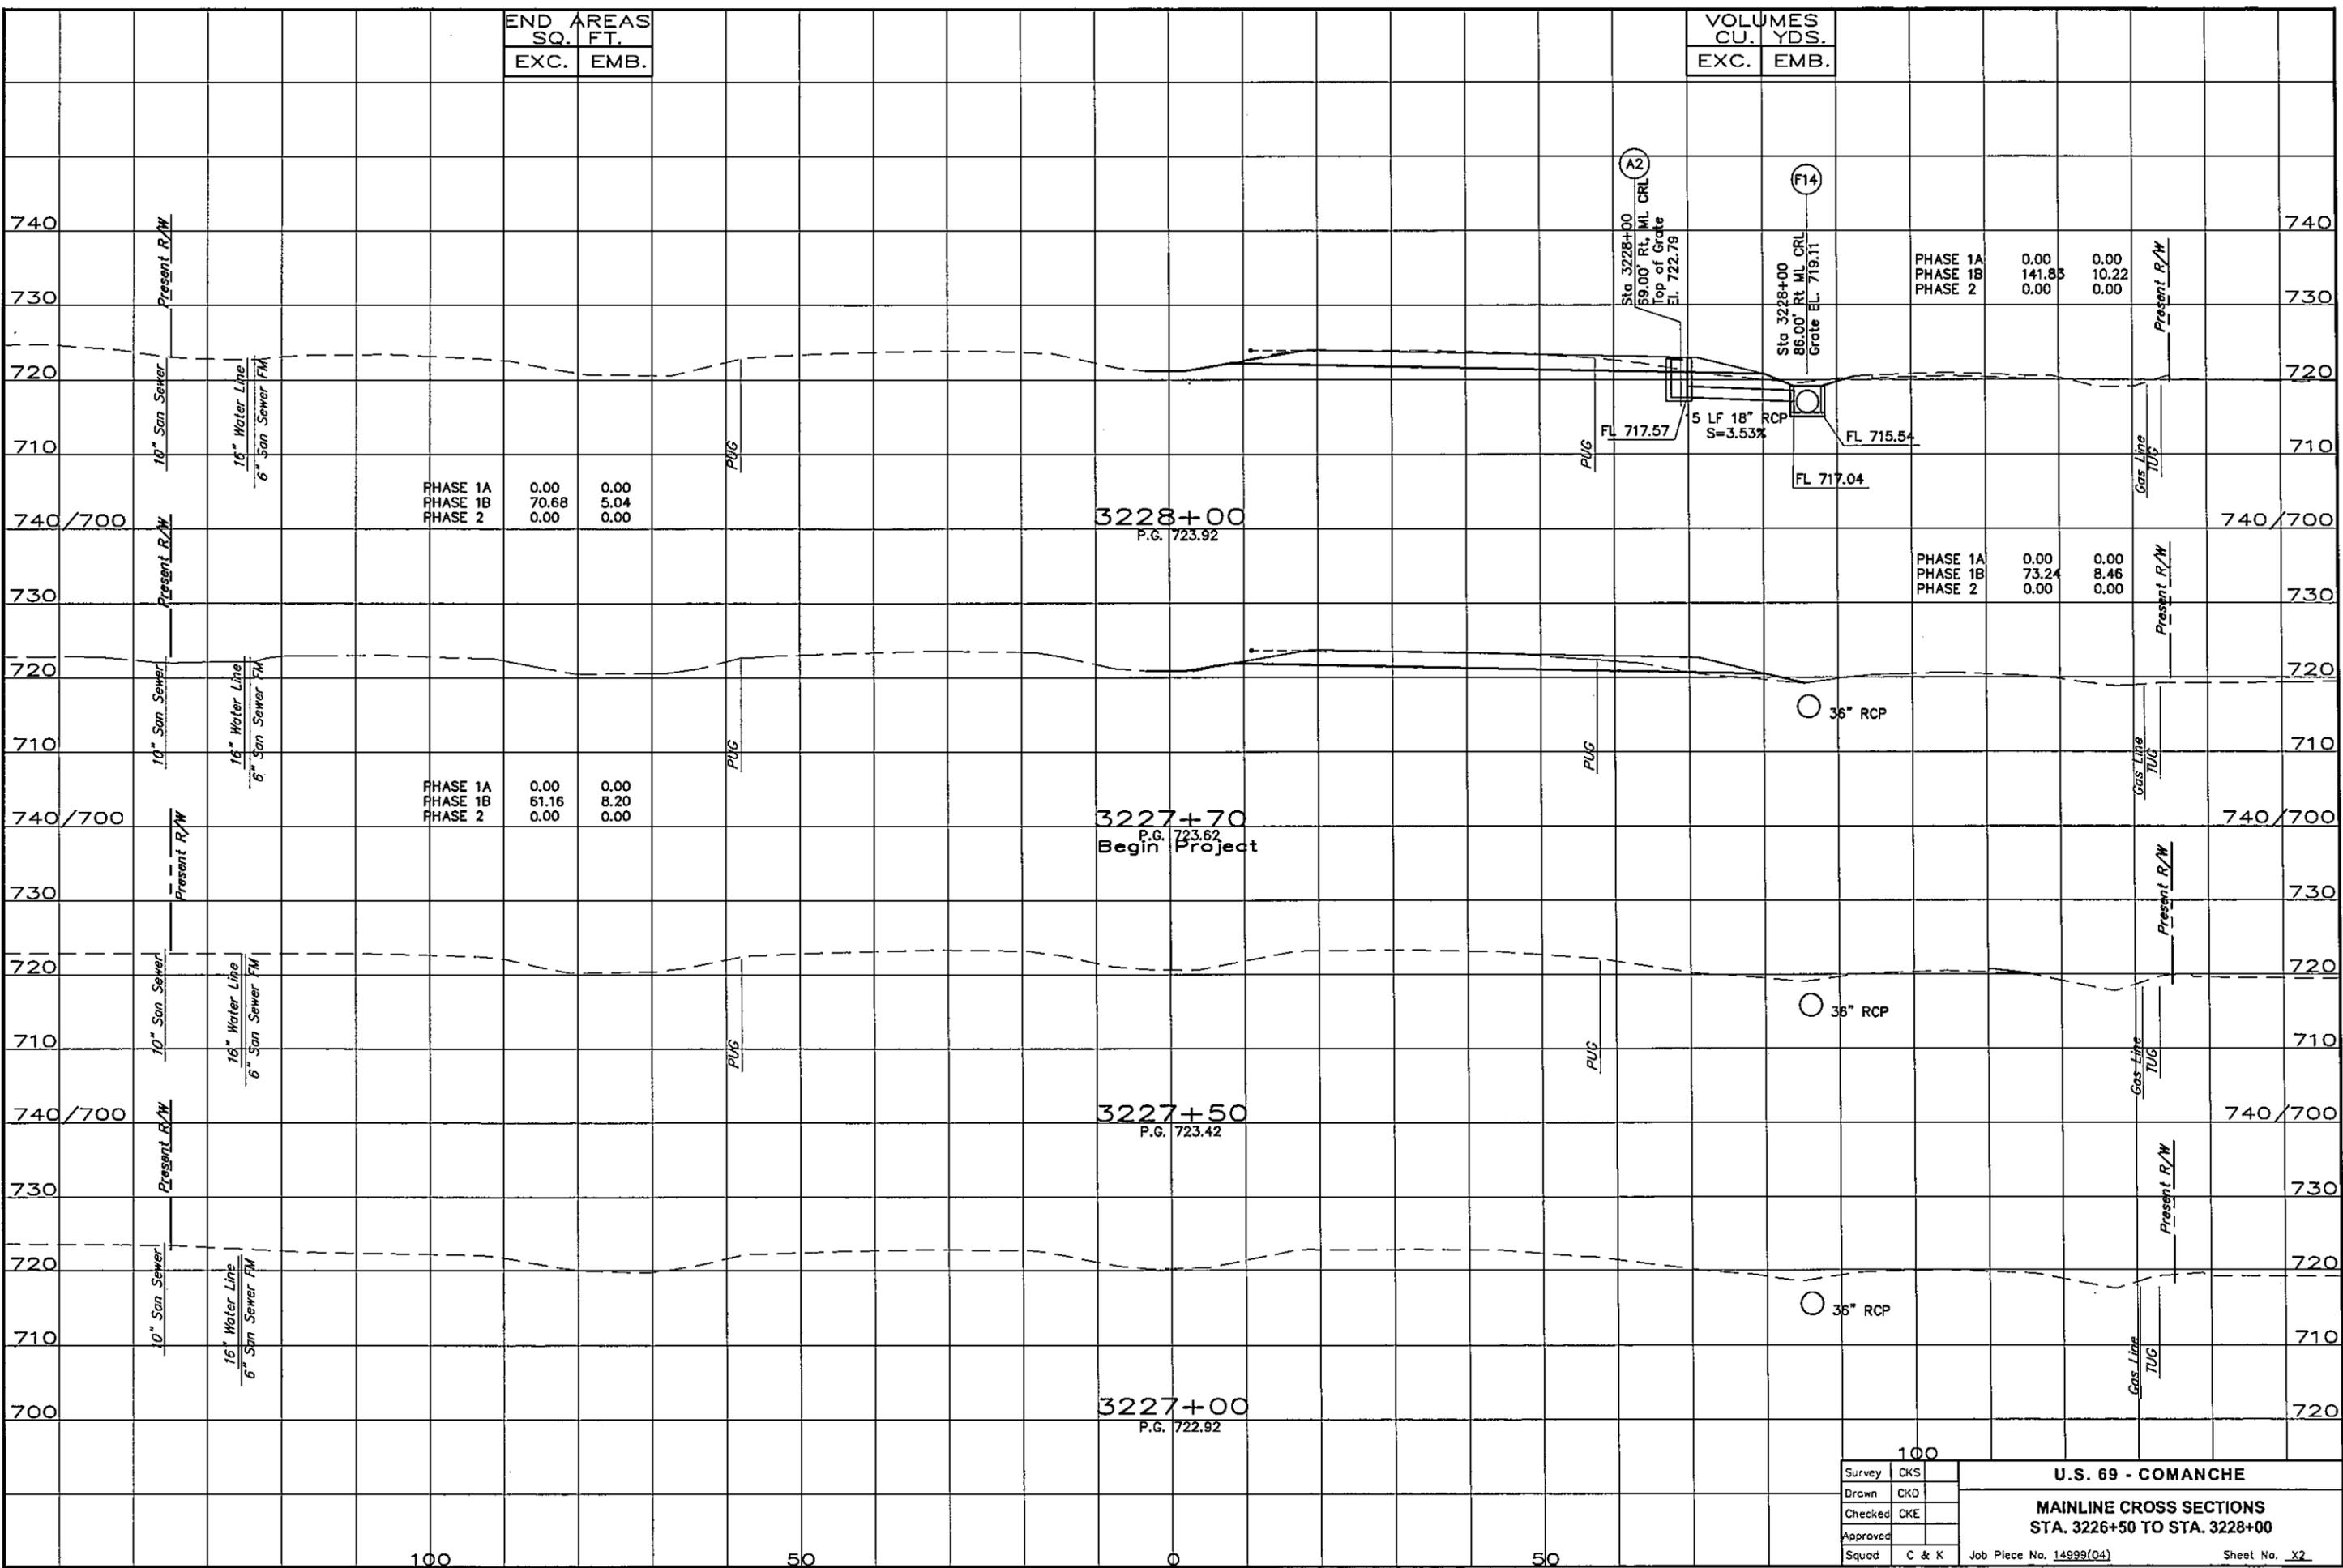 END AREAS
SQ. FT.
EXC. EMB.
VOLUMES
CU. YDS.
EXC. EMB.
A2
F14
Sta 3228+00
69.00' Rt, ML CRL
Top of Grate
El. 722.79
Sta 3228+00
86.00' Rt ML CRL
Grate EL. 719.11
740 740
730 730
720 720
710 710
Present R/W
10" San Sewer
16" Water Line
6" San Sewer FM
PUG
PUG
FL 717.57
5 LF 18" RCP
S=3.53%
FL 715.54
FL 717.04
Gas Line
TUG
Present R/W
PHASE 1A 0.00 0.00
PHASE 1B 141.83 10.22
PHASE 2 0.00 0.00
PHASE 1A 0.00 0.00
PHASE 1B 70.68 5.04
PHASE 2 0.00 0.00
3228+00
P.G. 723.92
740/700 740/700
730 730
720 720
710 710
Present R/W
10" San Sewer
16" Water Line
6" San Sewer FM
PUG
PUG
36" RCP
Gas Line
TUG
Present R/W
PHASE 1A 0.00 0.00
PHASE 1B 73.24 8.46
PHASE 2 0.00 0.00
PHASE 1A 0.00 0.00
PHASE 1B 61.16 8.20
PHASE 2 0.00 0.00
3227+70
P.G. 723.62
Begin Project
740/700 740/700
730 730
720 720
710 710
Present R/W
10" San Sewer
16" Water Line
6" San Sewer FM
PUG
PUG
36" RCP
Gas Line
TUG
Present R/W
3227+50
P.G. 723.42
740/700 740/700
730 730
720 720
710 710
700 720
Present R/W
10" San Sewer
16" Water Line
6" San Sewer FM
36" RCP
Gas Line
TUG
Present R/W
3227+00
P.G. 722.92
100
100 50 0 50
Survey CKS
Drawn CKD
Checked CKE
Approved
Squad C & K
U.S. 69 - COMANCHE
MAINLINE CROSS SECTIONS
STA. 3226+50 TO STA. 3228+00
Job Piece No. 14999(04) Sheet No. X2